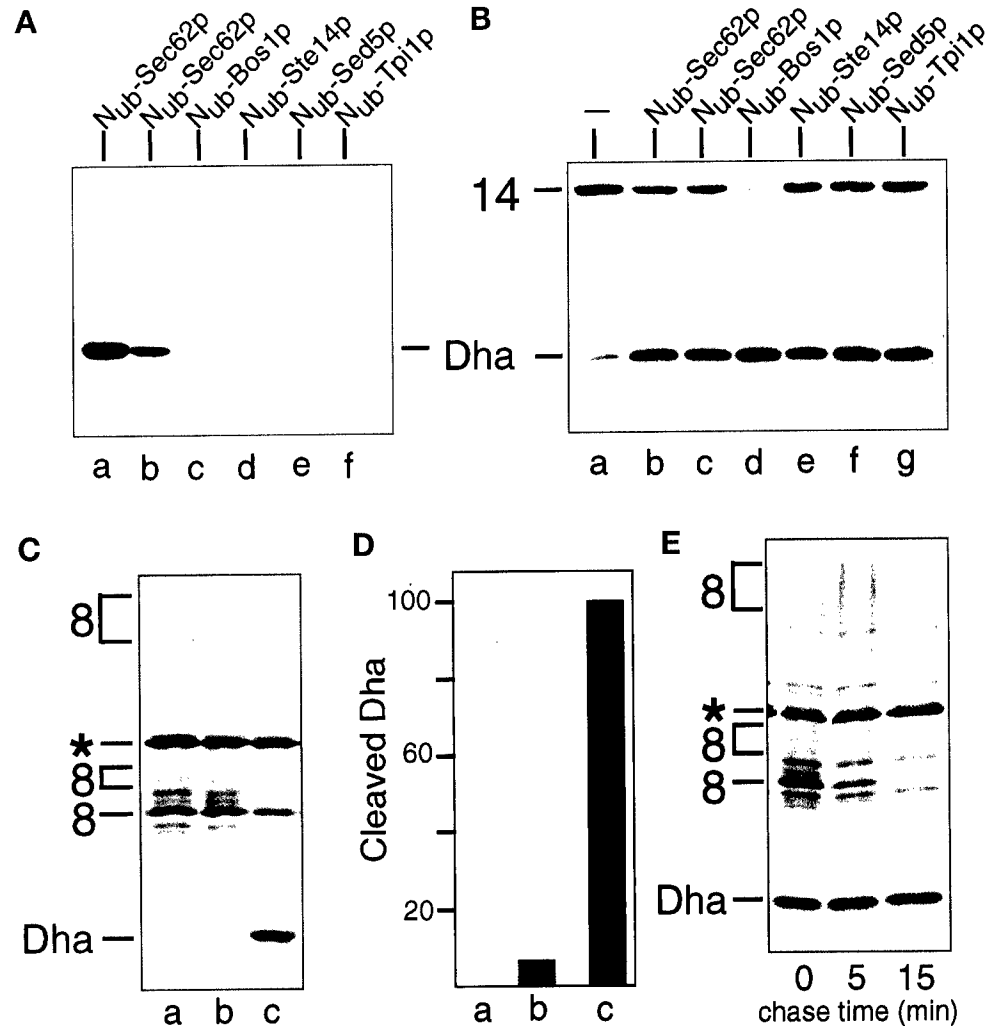 A
Nub-Sec62p
Nub-Sec62p
Nub-Bos1p
Nub-Ste14p
Nub-Sed5p
Nub-Tpi1p
a b c d e f
B
–
Nub-Sec62p
Nub-Sec62p
Nub-Bos1p
Nub-Ste14p
Nub-Sed5p
Nub-Tpi1p
14
Dha
a b c d e f g
C
8
*
8
8
Dha
a b c
D
Cleaved Dha
100
60
20
a b c
E
8
*
8
8
Dha
0 5 15
chase time (min)